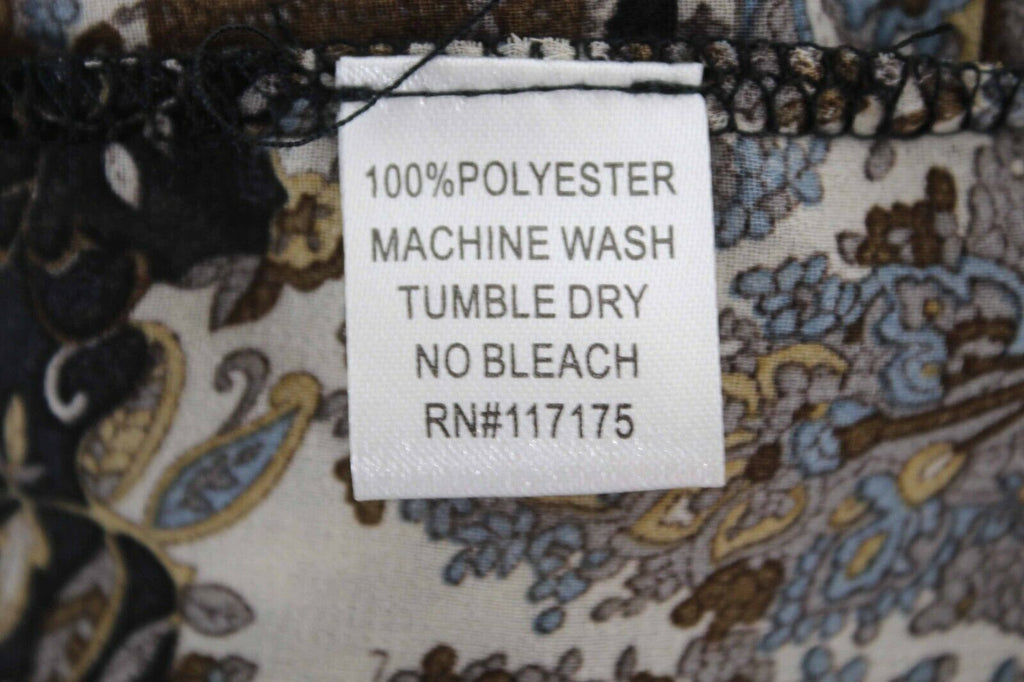 100%POLYESTER
MACHINE WASH
TUMBLE DRY
NO BLEACH
RN#117175